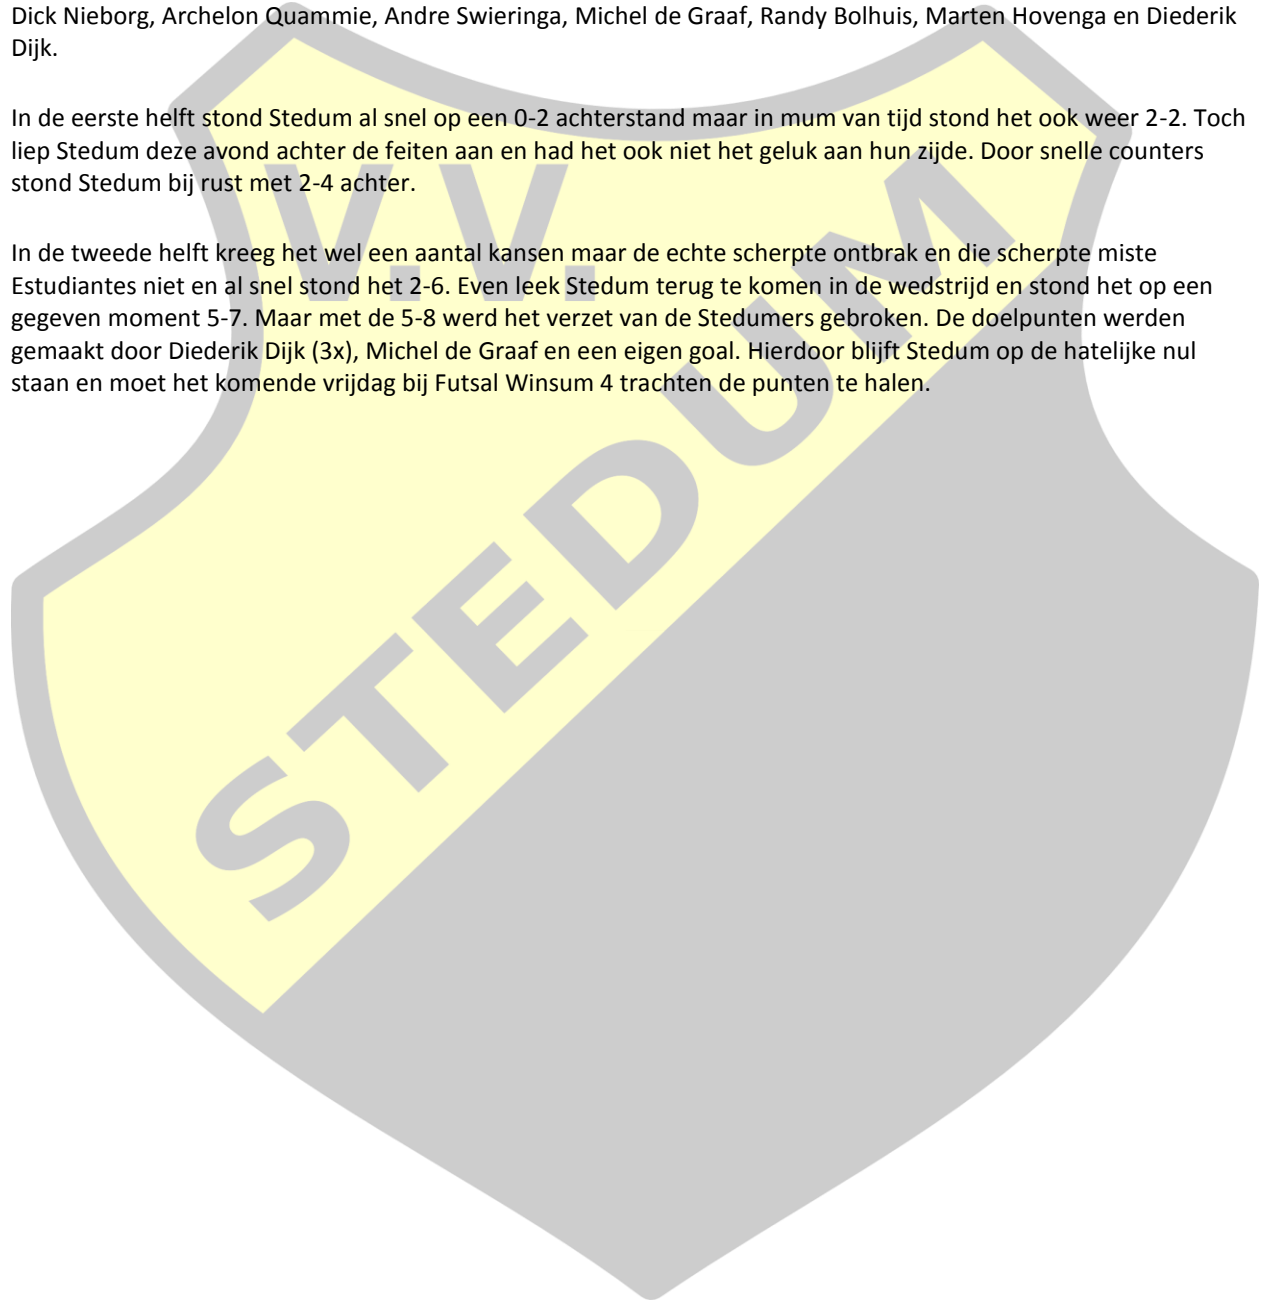 Dick Nieborg, Archelon Quammie, Andre Swieringa, Michel de Graaf, Randy Bolhuis, Marten Hovenga en Diederik
Dijk.
In de eerste helft stond Stedum al snel op een 0-2 achterstand maar in mum van tijd stond het ook weer 2-2. Toch
liep Stedum deze avond achter de feiten aan en had het ook niet het geluk aan hun zijde. Door snelle counters
stond Stedum bij rust met 2-4 achter.
In de tweede helft kreeg het wel een aantal kansen maar de echte scherpte ontbrak en die scherpte miste
Estudiantes niet en al snel stond het 2-6. Even leek Stedum terug te komen in de wedstrijd en stond het op een
gegeven moment 5-7. Maar met de 5-8 werd het verzet van de Stedumers gebroken. De doelpunten werden
gemaakt door Diederik Dijk (3x), Michel de Graaf en een eigen goal. Hierdoor blijft Stedum op de hatelijke nul
staan en moet het komende vrijdag bij Futsal Winsum 4 trachten de punten te halen.
V.V.
STEDUM